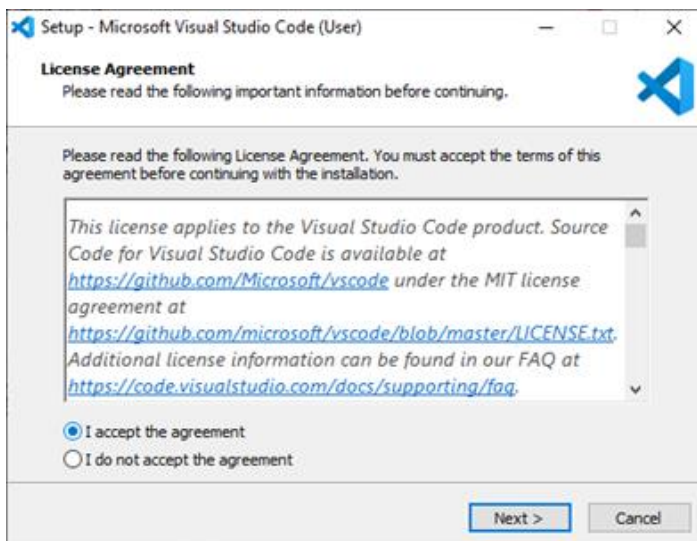 Setup - Microsoft Visual Studio Code (User)
License Agreement
Please read the following important information before continuing.
Please read the following License Agreement. You must accept the terms of this
agreement before continuing with the installation.
This license applies to the Visual Studio Code product. Source
Code for Visual Studio Code is available at
https://github.com/Microsoft/vscode under the MIT license
agreement at
https://github.com/microsoft/vscode/blob/master/LICENSE.txt.
Additional license information can be found in our FAQ at
https://code.visualstudio.com/docs/supporting/faq.
I accept the agreement
I do not accept the agreement
Next >
Cancel